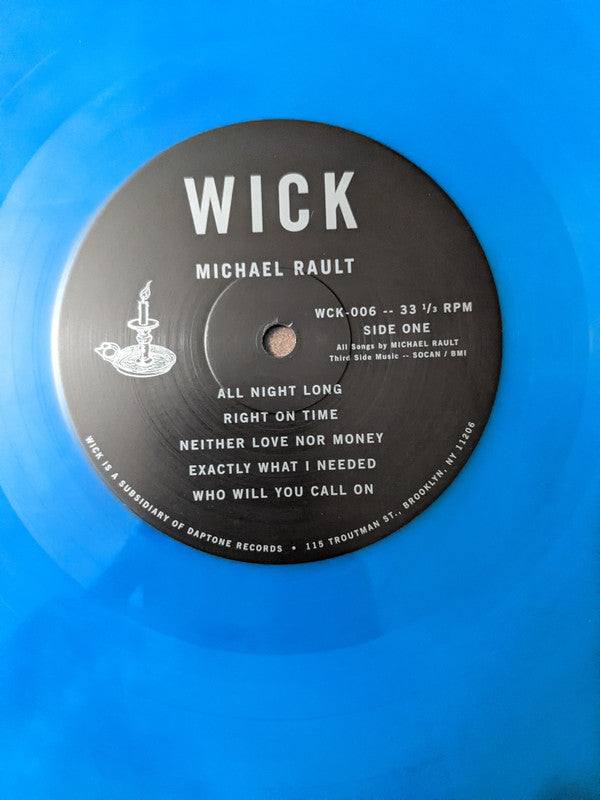 WICK
MICHAEL RAULT
WCK-006 -- 33 ⅓ RPM
SIDE ONE
All Songs by MICHAEL RAULT
Third Side Music -- SOCAN / BMI
ALL NIGHT LONG
RIGHT ON TIME
NEITHER LOVE NOR MONEY
EXACTLY WHAT I NEEDED
WHO WILL YOU CALL ON
WICK IS A SUBSIDIARY OF DAPTONE RECORDS • 115 TROUTMAN ST., BROOKLYN, NY 11206